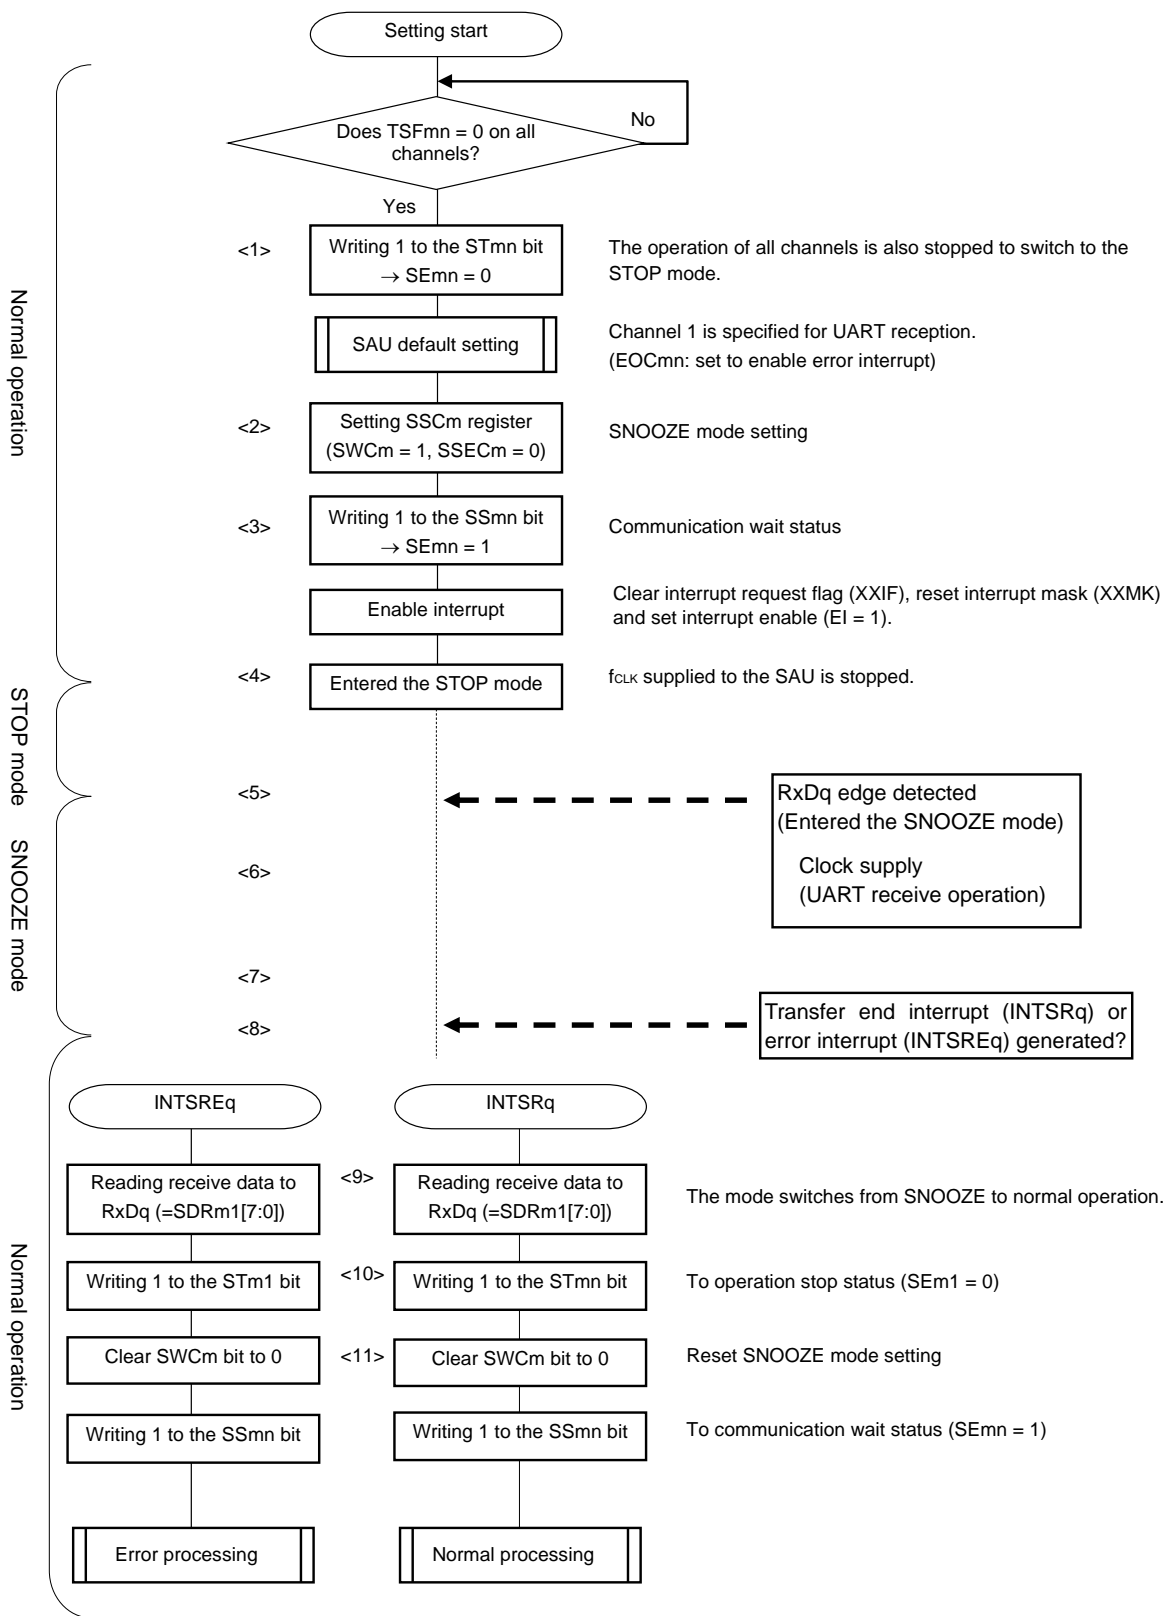 Setting start
No
Does TSFmn = 0 on all
channels?
Yes
<1>
Writing 1 to the STmn bit
→ SEmn = 0
The operation of all channels is also stopped to switch to the
STOP mode.
SAU default setting
Channel 1 is specified for UART reception.
(EOCmn: set to enable error interrupt)
Normal operation
<2>
Setting SSCm register
(SWCm = 1, SSECm = 0)
SNOOZE mode setting
<3>
Writing 1 to the SSmn bit
→ SEmn = 1
Communication wait status
Enable interrupt
Clear interrupt request flag (XXIF), reset interrupt mask (XXMK)
and set interrupt enable (EI = 1).
<4>
Entered the STOP mode
fCLK supplied to the SAU is stopped.
STOP mode
<5>
RxDq edge detected
(Entered the SNOOZE mode)
SNOOZE mode
<6>
Clock supply
(UART receive operation)
<7>
<8>
Transfer end interrupt (INTSRq) or
error interrupt (INTSREq) generated?
INTSREq
INTSRq
Reading receive data to
RxDq (=SDRm1[7:0])
<9>
Reading receive data to
RxDq (=SDRm1[7:0])
The mode switches from SNOOZE to normal operation.
Normal operation
Writing 1 to the STm1 bit
<10>
Writing 1 to the STmn bit
To operation stop status (SEm1 = 0)
Clear SWCm bit to 0
<11>
Clear SWCm bit to 0
Reset SNOOZE mode setting
Writing 1 to the SSmn bit
Writing 1 to the SSmn bit
To communication wait status (SEmn = 1)
Error processing
Normal processing